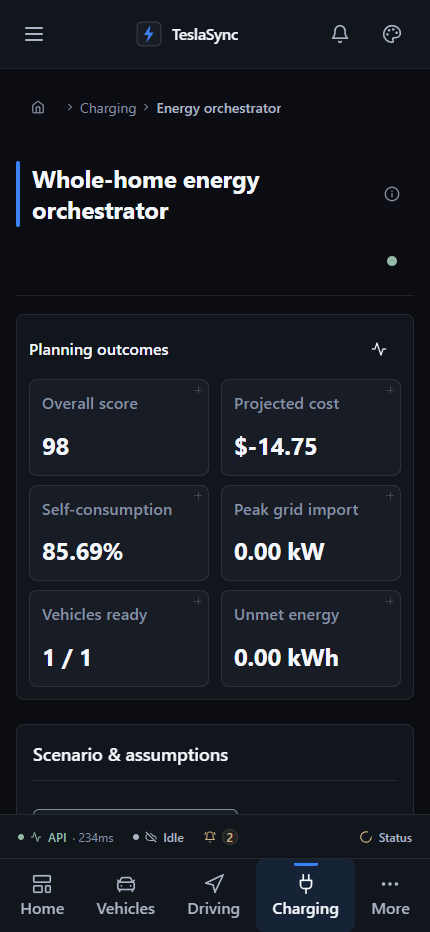 TeslaSync
Charging
Energy orchestrator
Whole-home energy
orchestrator
Planning outcomes
Overall score
98
Projected cost
$-14.75
Self-consumption
85.69%
Peak grid import
0.00 kW
Vehicles ready
1 / 1
Unmet energy
0.00 kWh
Scenario & assumptions
API · 234ms
Idle
2
Status
Home
Vehicles
Driving
Charging
More